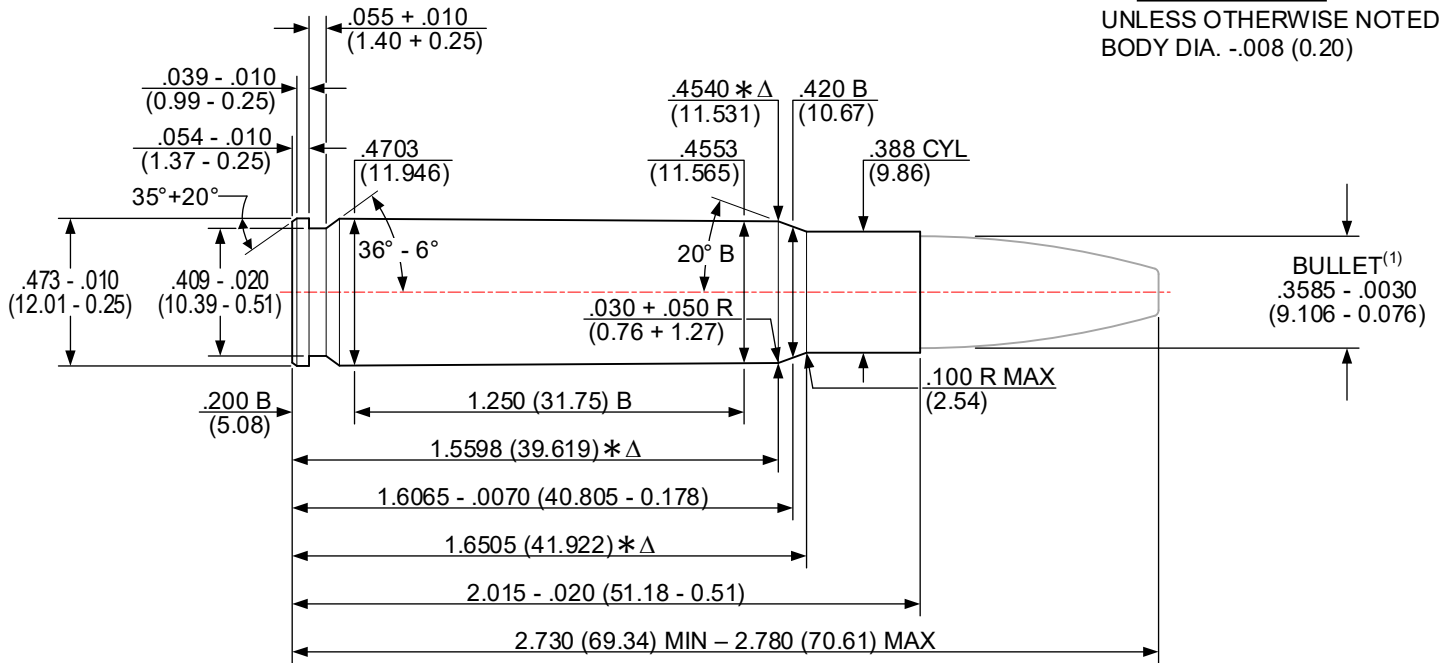 .055 + .010
(1.40 + 0.25)
UNLESS OTHERWISE NOTED
BODY DIA. -.008 (0.20)
.039 - .010
(0.99 - 0.25)
.4540 * Δ
(11.531)
.420 B
(10.67)
.054 - .010
(1.37 - 0.25)
.4703
(11.946)
.4553
(11.565)
.388 CYL
(9.86)
35°+20°
36° - 6°
20° B
.473 - .010
(12.01 - 0.25)
.409 - .020
(10.39 - 0.51)
BULLET(1)
.3585 - .0030
(9.106 - 0.076)
.030 + .050 R
(0.76 + 1.27)
.100 R MAX
(2.54)
.200 B
(5.08)
1.250 (31.75) B
1.5598 (39.619) * Δ
1.6065 - .0070 (40.805 - 0.178)
1.6505 (41.922) * Δ
2.015 - .020 (51.18 - 0.51)
2.730 (69.34) MIN – 2.780 (70.61) MAX